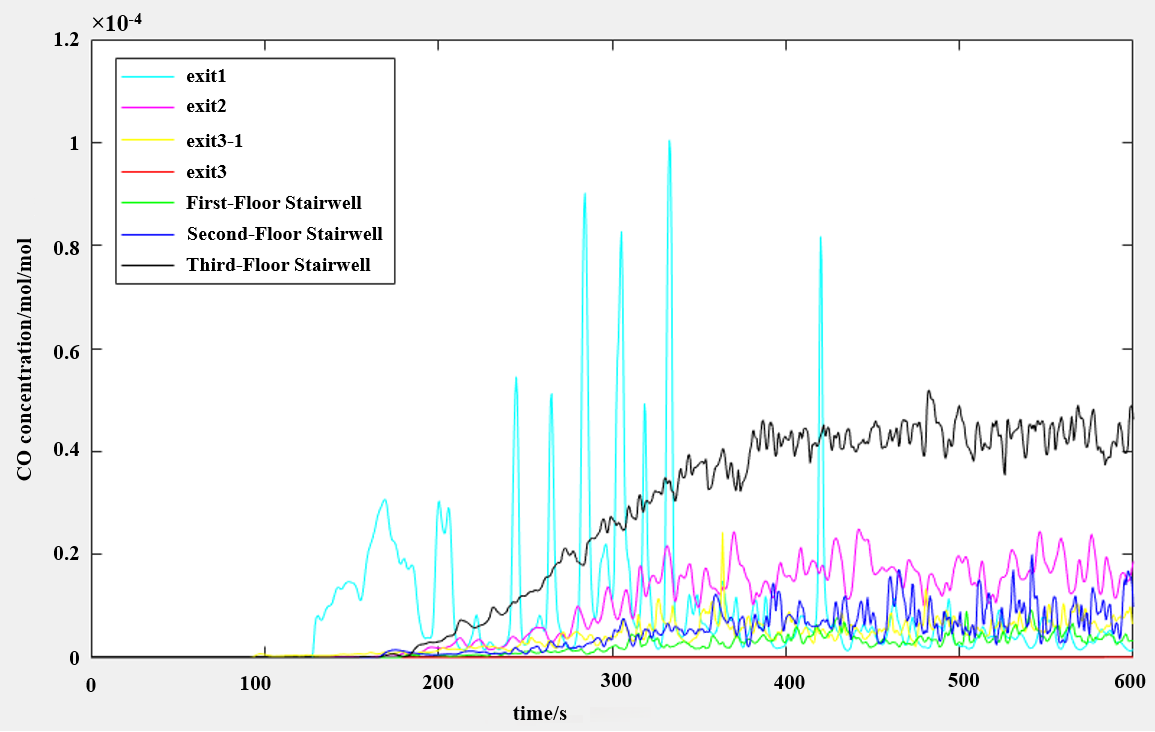 ×10⁻⁴
1.2
1
0.8
0.6
0.4
0.2
0
CO concentration/mol/mol
exit1
exit2
exit3-1
exit3
First-Floor Stairwell
Second-Floor Stairwell
Third-Floor Stairwell
0 100 200 300 400 500 600
time/s